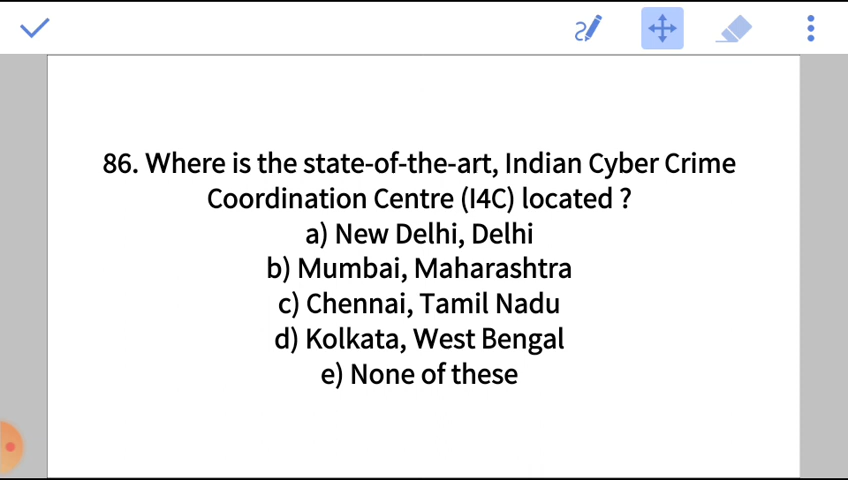 86. Where is the state-of-the-art, Indian Cyber Crime
Coordination Centre (I4C) located ?
a) New Delhi, Delhi
b) Mumbai, Maharashtra
c) Chennai, Tamil Nadu
d) Kolkata, West Bengal
e) None of these